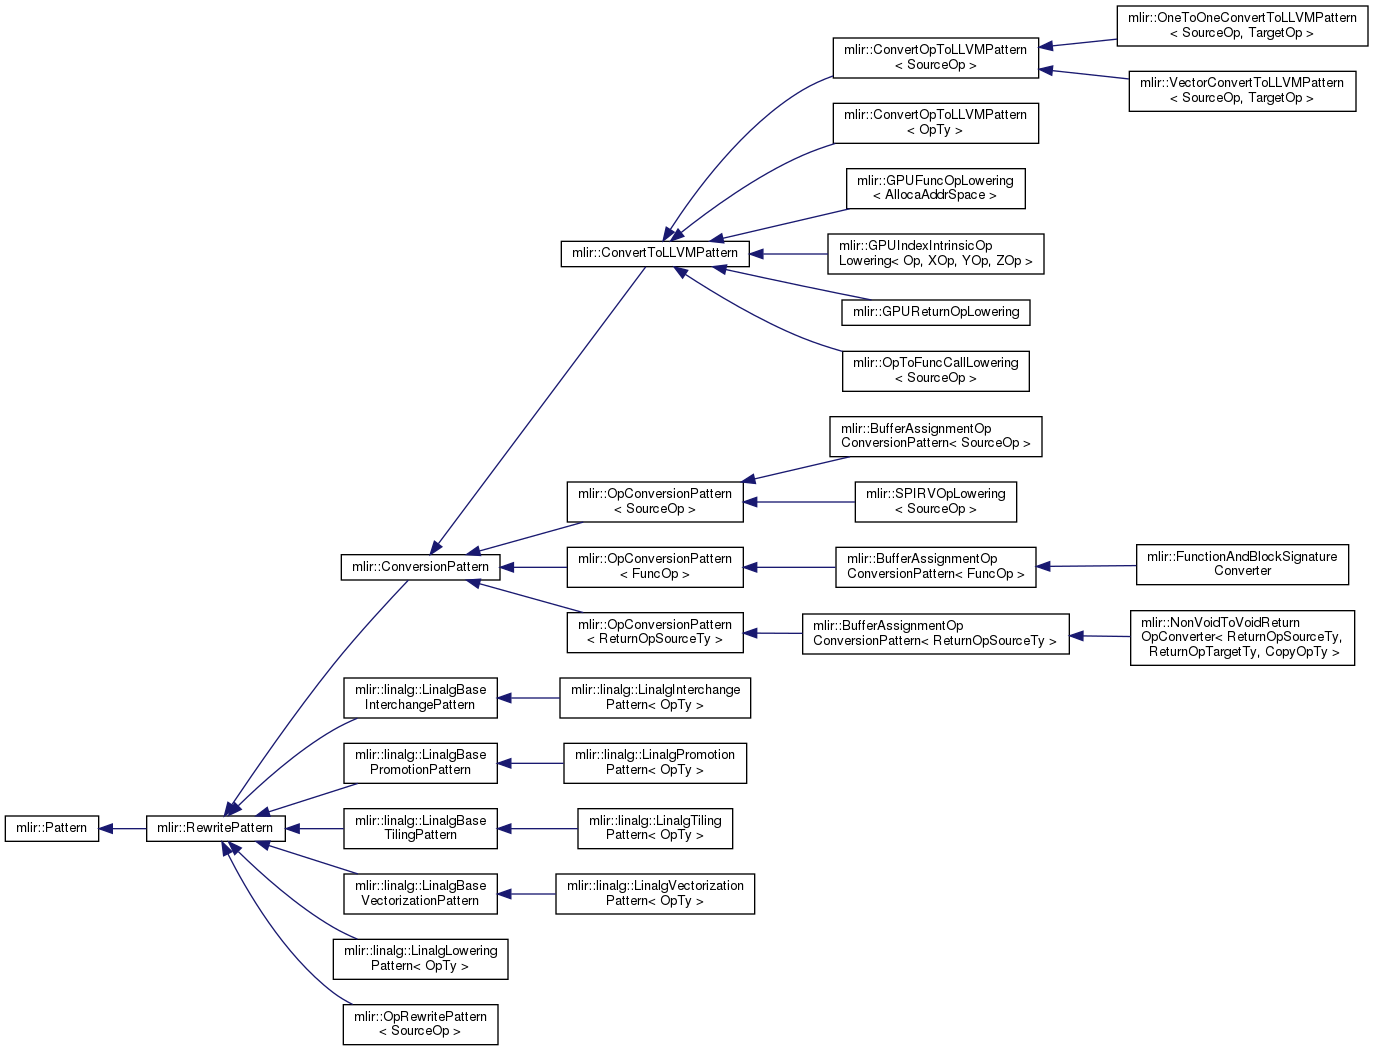 mlir::OneToOneConvertToLLVMPattern
< SourceOp, TargetOp >
mlir::ConvertOpToLLVMPattern
< SourceOp >
mlir::VectorConvertToLLVMPattern
< SourceOp, TargetOp >
mlir::ConvertOpToLLVMPattern
< OpTy >
mlir::GPUFuncOpLowering
< AllocaAddrSpace >
mlir::ConvertToLLVMPattern
mlir::GPUIndexIntrinsicOp
Lowering< Op, XOp, YOp, ZOp >
mlir::GPUReturnOpLowering
mlir::OpToFuncCallLowering
< SourceOp >
mlir::BufferAssignmentOp
ConversionPattern< SourceOp >
mlir::OpConversionPattern
< SourceOp >
mlir::SPIRVOpLowering
< SourceOp >
mlir::ConversionPattern
mlir::OpConversionPattern
< FuncOp >
mlir::BufferAssignmentOp
ConversionPattern< FuncOp >
mlir::FunctionAndBlockSignature
Converter
mlir::OpConversionPattern
< ReturnOpSourceTy >
mlir::BufferAssignmentOp
ConversionPattern< ReturnOpSourceTy >
mlir::NonVoidToVoidReturn
OpConverter< ReturnOpSourceTy,
ReturnOpTargetTy, CopyOpTy >
mlir::linalg::LinalgBase
InterchangePattern
mlir::linalg::LinalgInterchange
Pattern< OpTy >
mlir::linalg::LinalgBase
PromotionPattern
mlir::linalg::LinalgPromotion
Pattern< OpTy >
mlir::Pattern
mlir::RewritePattern
mlir::linalg::LinalgBase
TilingPattern
mlir::linalg::LinalgTiling
Pattern< OpTy >
mlir::linalg::LinalgBase
VectorizationPattern
mlir::linalg::LinalgVectorization
Pattern< OpTy >
mlir::linalg::LinalgLowering
Pattern< OpTy >
mlir::OpRewritePattern
< SourceOp >